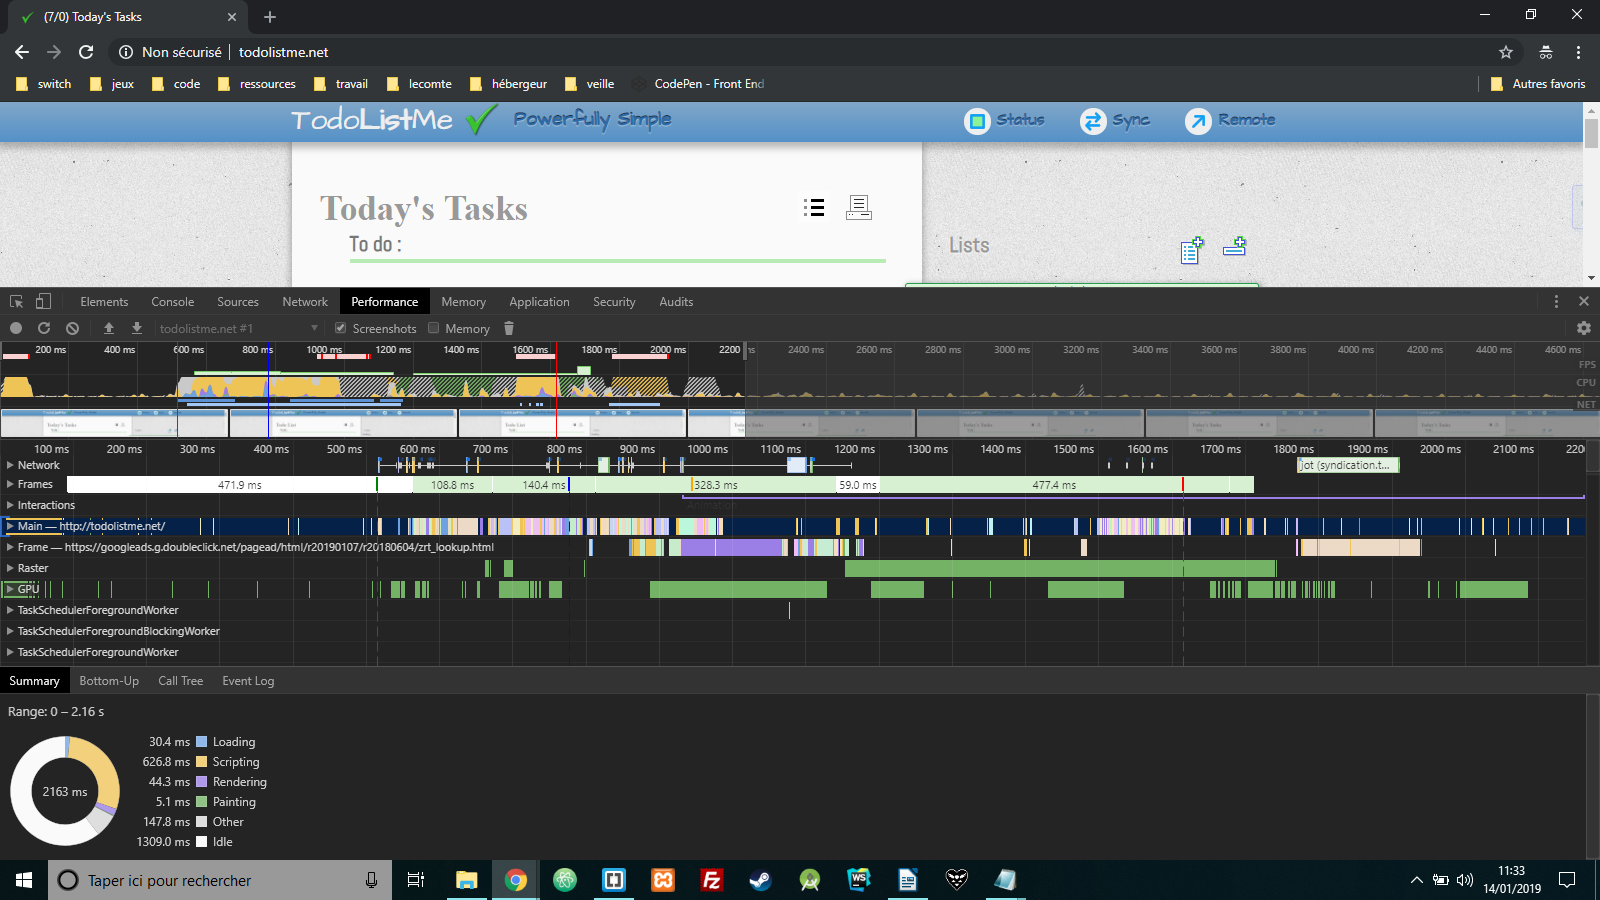 (7/0) Today's Tasks
Non sécurisé todolistme.net
switch jeux code ressources travail lecomte hébergeur veille CodePen - Front End Autres favoris
TodoListMe Powerfully Simple Status Sync Remote
Today's Tasks
To do :
Lists
Elements Console Sources Network Performance Memory Application Security Audits
todolistme.net #1 Screenshots Memory
200 ms 400 ms 600 ms 800 ms 1000 ms 1200 ms 1400 ms 1600 ms 1800 ms 2000 ms 2200 ms 2400 ms 2600 ms 2800 ms 3000 ms 3200 ms 3400 ms 3600 ms 3800 ms 4000 ms 4200 ms 4400 ms 4600 ms
FPS
CPU
NET
100 ms 200 ms 300 ms 400 ms 500 ms 600 ms 700 ms 800 ms 900 ms 1000 ms 1100 ms 1200 ms 1300 ms 1400 ms 1500 ms 1600 ms 1700 ms 1800 ms 1900 ms 2000 ms 2100 ms 220
Network jot (syndication.t...
Frames 471.9 ms 108.8 ms 140.4 ms 328.3 ms 59.0 ms 477.4 ms
Interactions
Animation
Main — http://todolistme.net/
Frame — https://googleads.g.doubleclick.net/pagead/html/r20190107/r20180604/zrt_lookup.html
Raster
GPU
TaskSchedulerForegroundWorker
TaskSchedulerForegroundBlockingWorker
TaskSchedulerForegroundWorker
Summary Bottom-Up Call Tree Event Log
Range: 0 – 2.16 s
2163 ms
30.4 ms Loading
626.8 ms Scripting
44.3 ms Rendering
5.1 ms Painting
147.8 ms Other
1309.0 ms Idle
Taper ici pour rechercher
11:33
14/01/2019